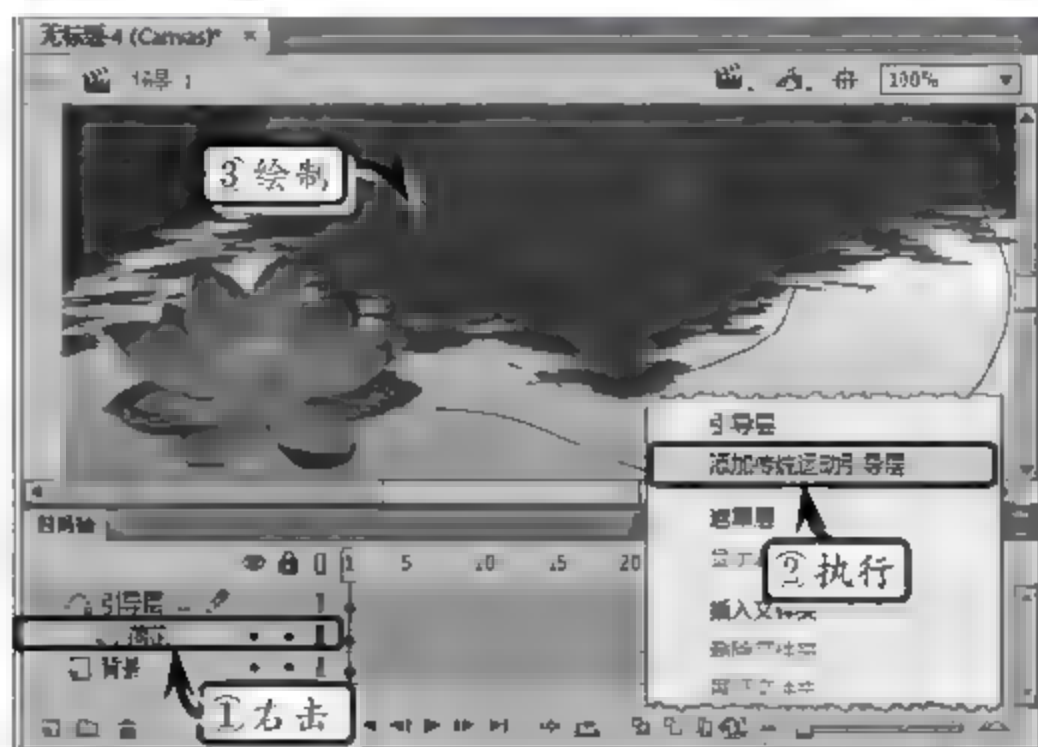 无标题-4 (Canvas)* ×
场景 1
100%
③绘制
引导层
添加传统运动引导层
遮罩层
②执行
插入文件夹
时间轴
1 5 10 15 20
引导层
背景
①右击